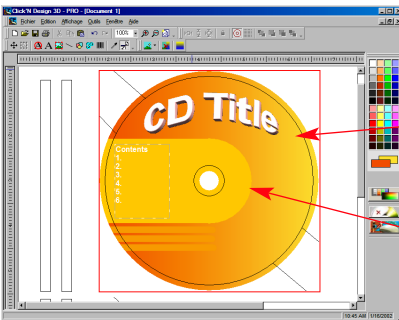 Click'N Design 3D - PRO - [Document 1]
Fichier Edition Affichage Outils Fenêtre Aide
100%
CD Title
Contents
1.
2.
3.
4.
5.
6.
10:45 AM 1/16/2002